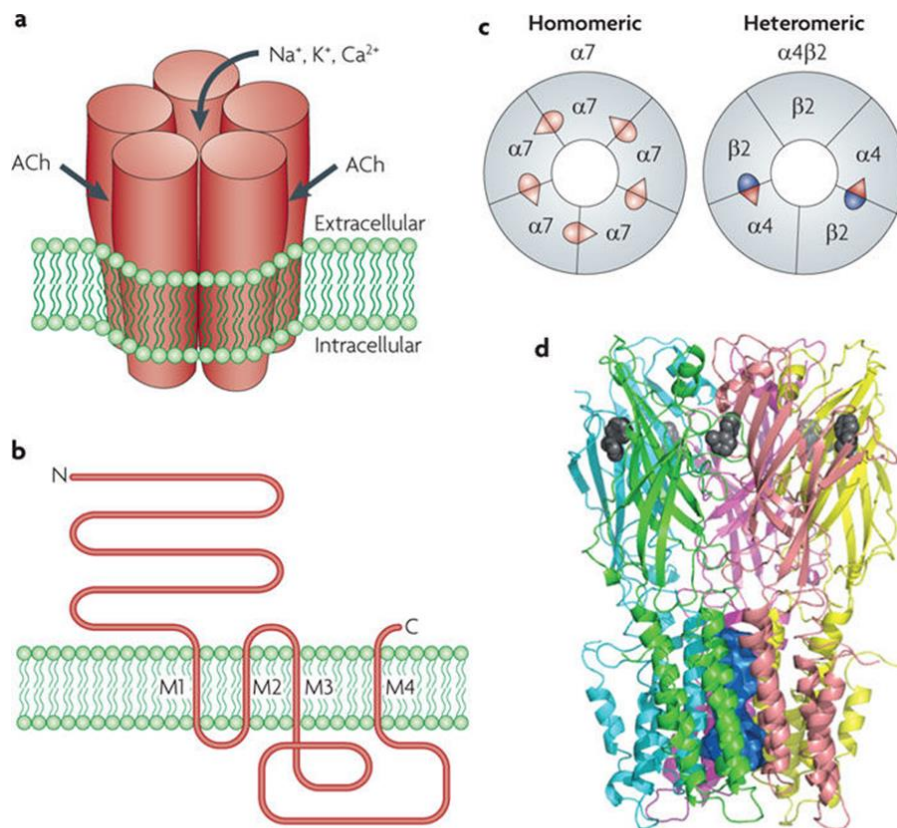 a
Na⁺, K⁺, Ca²⁺
ACh
ACh
Extracellular
Intracellular
b
N
C
M1
M2
M3
M4
c
Homomeric
α7
α7
α7
α7
α7
α7
Heteromeric
α4β2
β2
β2
α4
α4
β2
d